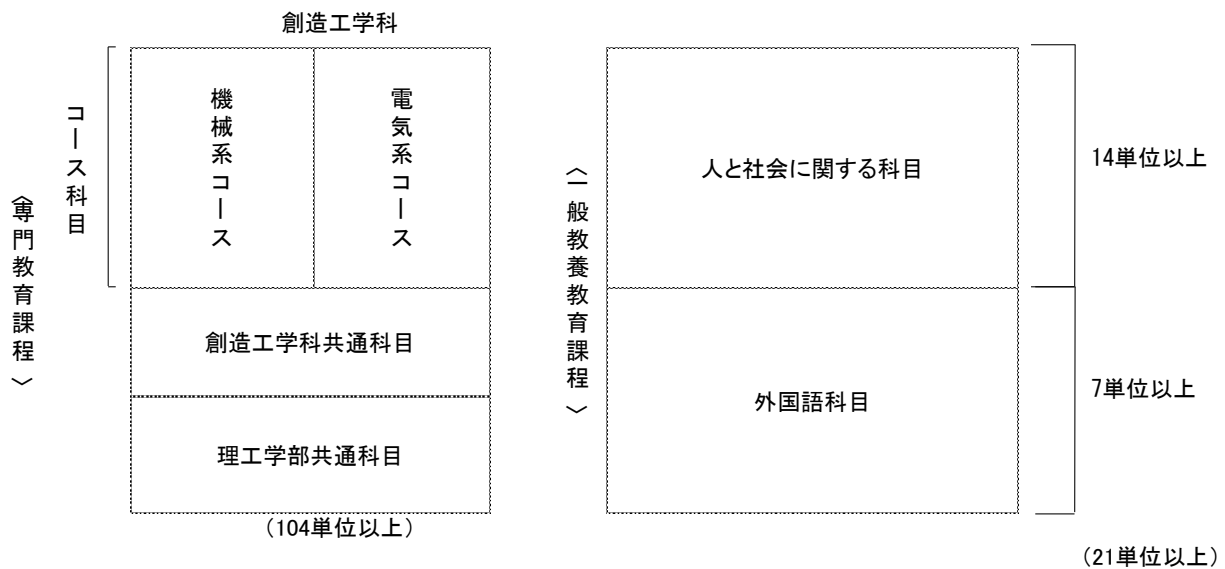 創造工学科
〈専門教育課程〉
コース科目
機械系コース
電気系コース
創造工学科共通科目
理工学部共通科目
（104単位以上）
〈一般教養教育課程〉
人と社会に関する科目
外国語科目
14単位以上
7単位以上
（21単位以上）